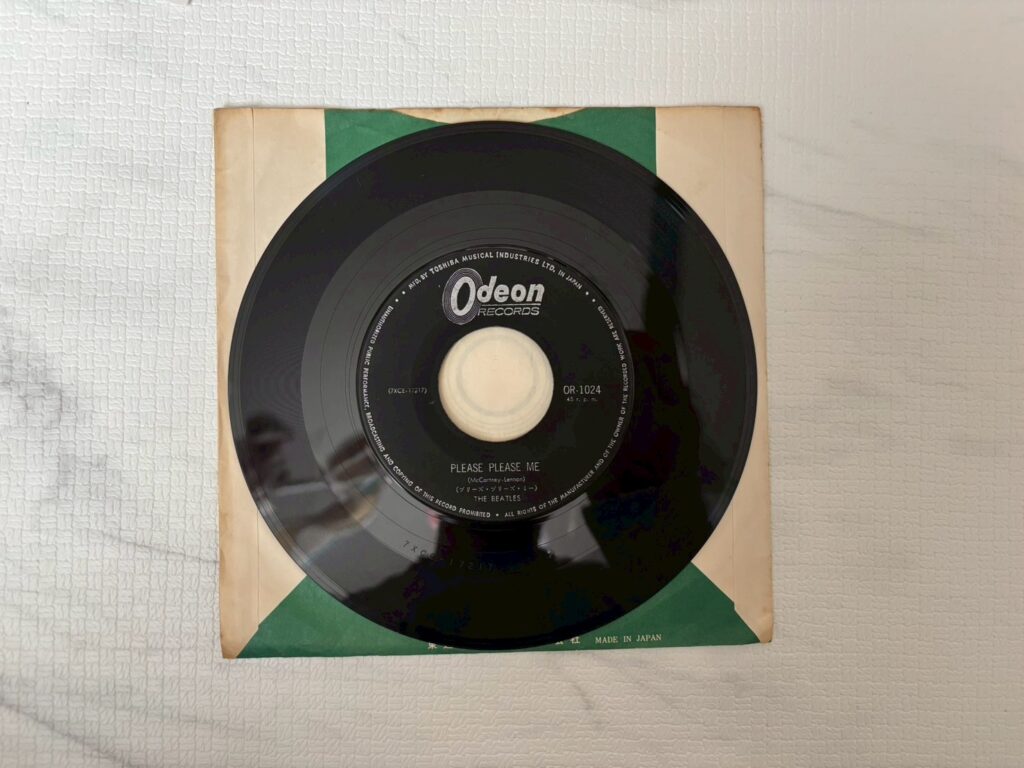 • MFD. BY TOSHIBA MUSICAL INDUSTRIES LTD. IN JAPAN •
Odeon
RECORDS
(7XCE-17217)
OR-1024
45 r. p. m.
PLEASE PLEASE ME
(McCartney-Lennon)
(プリーズ・プリーズ・ミー)
THE BEATLES
UNAUTHORIZED PUBLIC PERFORMANCE, BROADCASTING AND COPYING OF THIS RECORD PROHIBITED • ALL RIGHTS OF THE MANUFACTURER AND OF THE OWNER OF THE RECORDED WORK ARE RESERVED
17217
MADE IN JAPAN